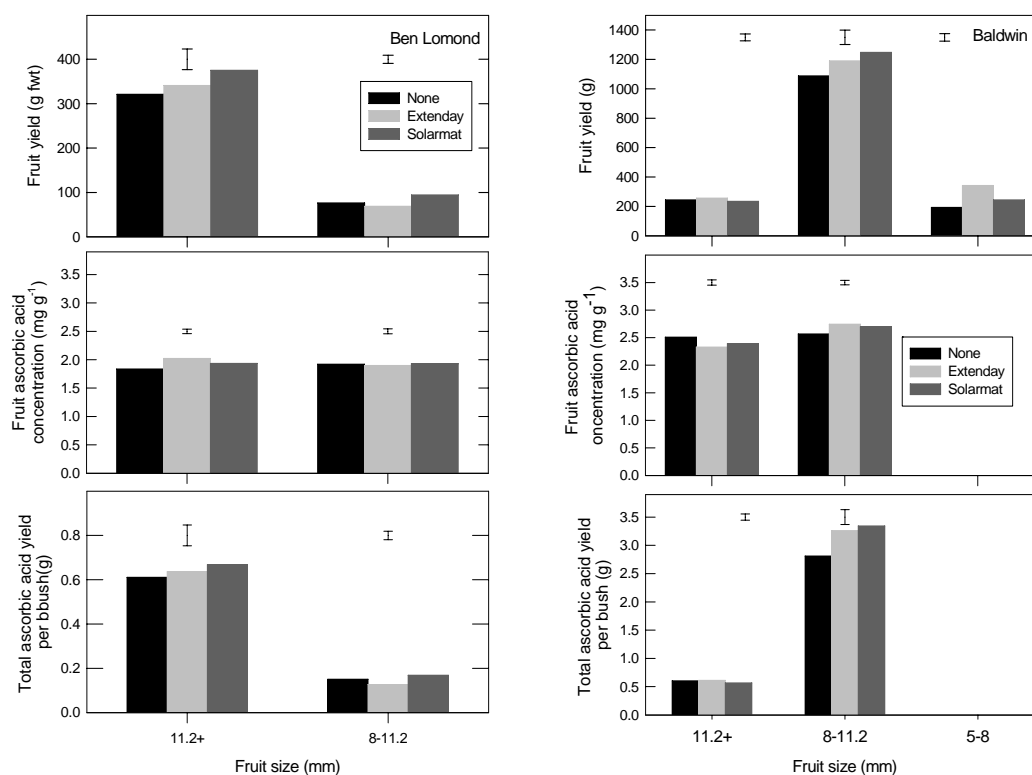 Ben Lomond
Fruit yield (g fwt)
400
300
200
100
0
None
Extenday
Solarmat
Fruit ascorbic acid
concentration (mg g-1)
3.5
3.0
2.5
2.0
1.5
1.0
0.5
0.0
Total ascorbic acid yield
per bbush(g)
0.8
0.6
0.4
0.2
0.0
11.2+
8-11.2
Fruit size (mm)
Baldwin
Fruit yield (g)
1400
1200
1000
800
600
400
200
0
Fruit ascorbic acid
oncentration (mg g-1)
3.5
3.0
2.5
2.0
1.5
1.0
0.5
0.0
None
Extenday
Solarmat
Total ascorbic acid yield
per bush (g)
3.5
3.0
2.5
2.0
1.5
1.0
0.5
0.0
11.2+
8-11.2
5-8
Fruit size (mm)